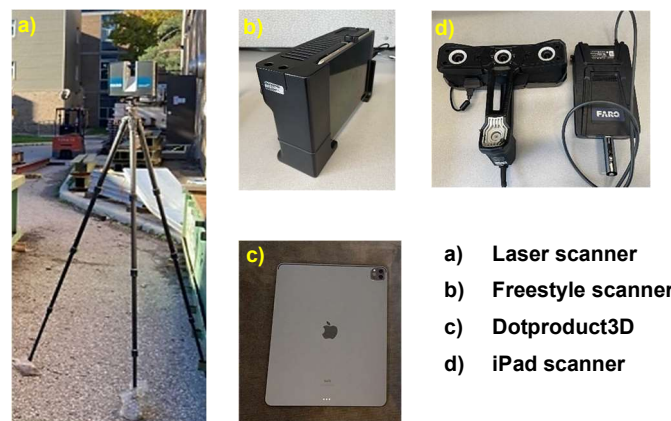 a)
b)
d)
FARO
c)
a) Laser scanner
b) Freestyle scanner
c) Dotproduct3D
d) iPad scanner